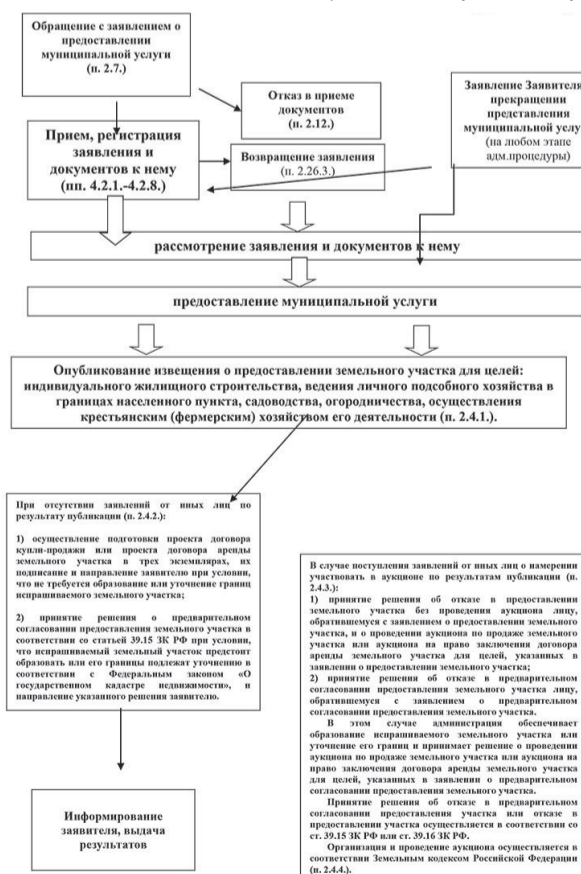 Обращение с заявлением о
предоставлении
муниципальной услуги
(п. 2.7.)
Отказ в приеме
документов
(п. 2.12.)
Заявление Заявителя
прекращении
представления
муниципальной услуг
(на любом этапе
адм.процедуры)
Прием, регистрация
заявления и
документов к нему
(пп. 4.2.1.-4.2.8.)
Возвращение заявления
(п. 2.26.3.)
рассмотрение заявления и документов к нему
предоставление муниципальной услуги
Опубликование извещения о предоставлении земельного участка для целей:
индивидуального жилищного строительства, ведения личного подсобного хозяйства в
границах населенного пункта, садоводства, огородничества, осуществления
крестьянским (фермерским) хозяйством его деятельности (п. 2.4.1.).
При отсутствии заявлений от иных лиц по
результату публикации (п. 2.4.2.):
1) осуществление подготовки проекта договора
купли-продажи или проекта договора аренды
земельного участка в трех экземплярах, их
подписание и направление заявителю при условии,
что не требуется образование или уточнение границ
испрашиваемого земельного участка;
2) принятие решения о предварительном
согласовании предоставления земельного участка в
соответствии со статьей 39.15 ЗК РФ при условии,
что испрашиваемый земельный участок предстоит
образовать или его границы подлежат уточнению в
соответствии с Федеральным законом «О
государственном кадастре недвижимости», и
направление указанного решения заявителю.
В случае поступления заявлений от иных лиц о намерении
участвовать в аукционе по результатам публикации (п.
2.4.3.):
1) принятие решения об отказе в предоставлении
земельного участка без проведения аукциона лицу,
обратившемуся с заявлением о предоставлении земельного
участка, и о проведении аукциона по продаже земельного
участка или аукциона на право заключения договора
аренды земельного участка для целей, указанных в
заявлении о предоставлении земельного участка;
2) принятие решения об отказе в предварительном
согласовании предоставления земельного участка лицу,
обратившемуся с заявлением о предварительном
согласовании предоставления земельного участка.
В этом случае администрация обеспечивает
образование испрашиваемого земельного участка или
уточнение его границ и принимает решение о проведении
аукциона по продаже земельного участка или аукциона на
право заключения договора аренды земельного участка
для целей, указанных в заявлении о предварительном
согласовании предоставления земельного участка.
Принятие решения об отказе в предварительном
согласовании предоставления участка или отказе в
предоставлении участка осуществляется в соответствии со
ст. 39.15 ЗК РФ или ст. 39.16 ЗК РФ.
Организация и проведение аукциона осуществляется в
соответствии Земельным кодексом Российской Федерации
(п. 2.4.4.).
Информирование
заявителя, выдача
результатов